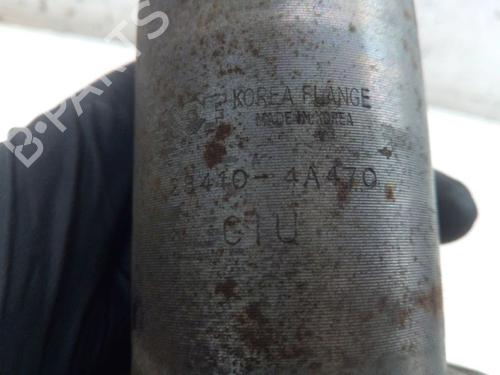 B-PARTS
KOREA FLANGE
MADE IN KOREA
28410-4A470
C1U